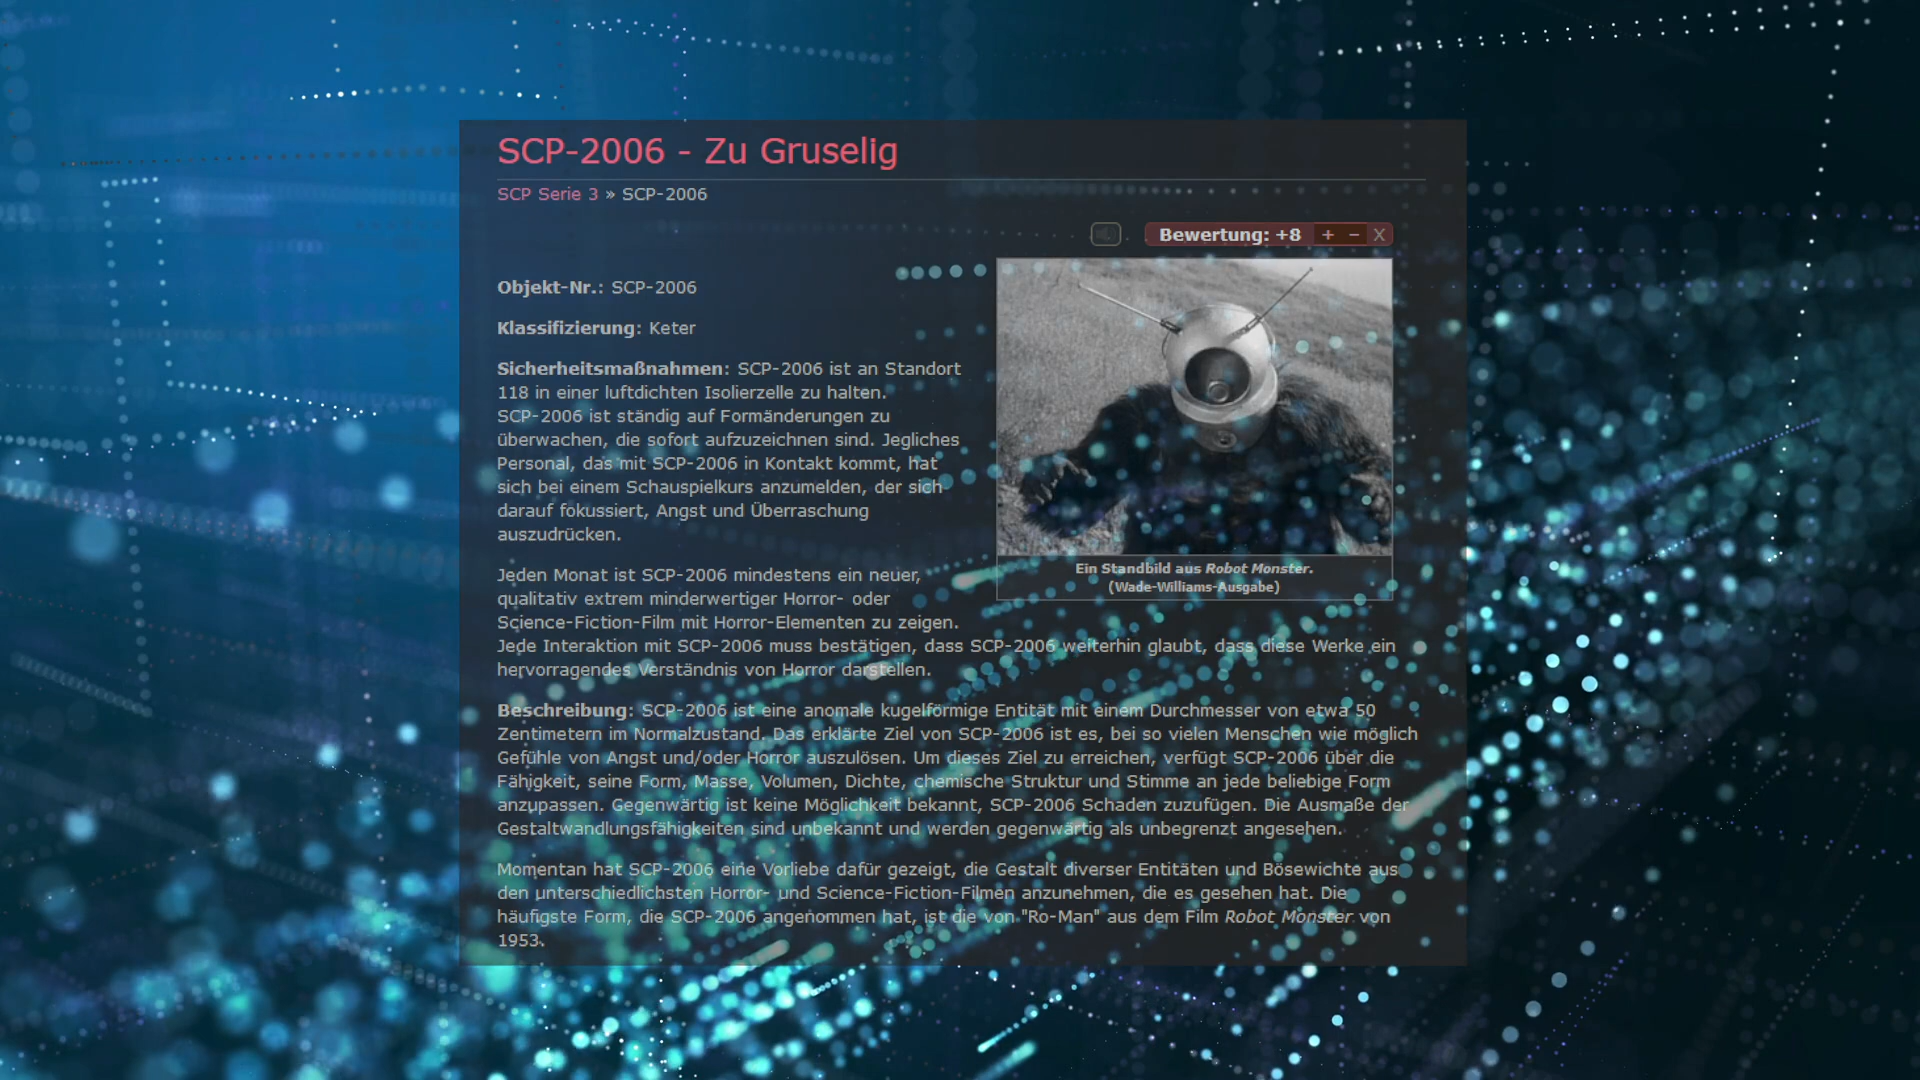 SCP-2006 - Zu Gruselig
SCP Serie 3 » SCP-2006
Bewertung: +8 + − X
Objekt-Nr.: SCP-2006
Klassifizierung: Keter
Sicherheitsmaßnahmen: SCP-2006 ist an Standort
118 in einer luftdichten Isolierzelle zu halten.
SCP-2006 ist ständig auf Formänderungen zu
überwachen, die sofort aufzuzeichnen sind. Jegliches
Personal, das mit SCP-2006 in Kontakt kommt, hat
sich bei einem Schauspielkurs anzumelden, der sich
darauf fokussiert, Angst und Überraschung
auszudrücken.
Ein Standbild aus Robot Monster.
(Wade-Williams-Ausgabe)
Jeden Monat ist SCP-2006 mindestens ein neuer,
qualitativ extrem minderwertiger Horror- oder
Science-Fiction-Film mit Horror-Elementen zu zeigen.
Jede Interaktion mit SCP-2006 muss bestätigen, dass SCP-2006 weiterhin glaubt, dass diese Werke ein
hervorragendes Verständnis von Horror darstellen.
Beschreibung: SCP-2006 ist eine anomale kugelförmige Entität mit einem Durchmesser von etwa 50
Zentimetern im Normalzustand. Das erklärte Ziel von SCP-2006 ist es, bei so vielen Menschen wie möglich
Gefühle von Angst und/oder Horror auszulösen. Um dieses Ziel zu erreichen, verfügt SCP-2006 über die
Fähigkeit, seine Form, Masse, Volumen, Dichte, chemische Struktur und Stimme an jede beliebige Form
anzupassen. Gegenwärtig ist keine Möglichkeit bekannt, SCP-2006 Schaden zuzufügen. Die Ausmaße der
Gestaltwandlungsfähigkeiten sind unbekannt und werden gegenwärtig als unbegrenzt angesehen.
Momentan hat SCP-2006 eine Vorliebe dafür gezeigt, die Gestalt diverser Entitäten und Bösewichte aus
den unterschiedlichsten Horror- und Science-Fiction-Filmen anzunehmen, die es gesehen hat. Die
häufigste Form, die SCP-2006 angenommen hat, ist die von "Ro-Man" aus dem Film Robot Monster von
1953.